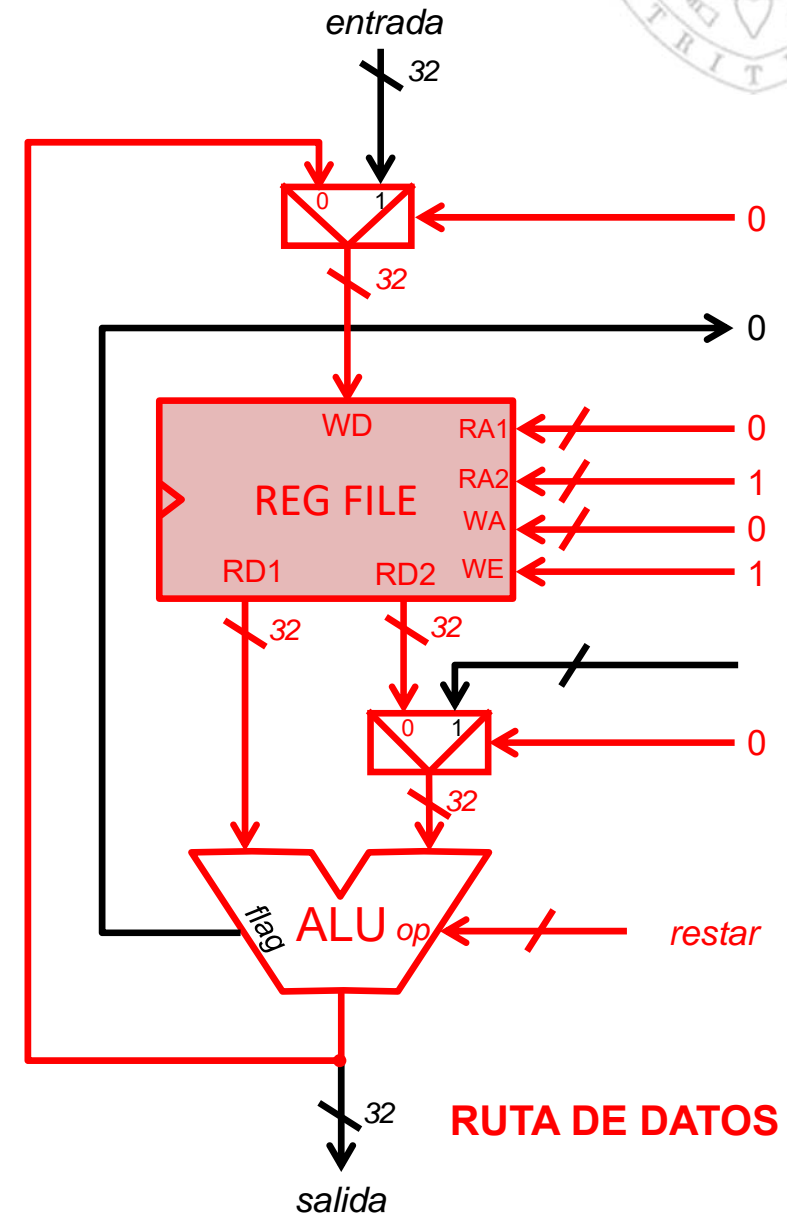 entrada
32
TRIT
0 1
0
32
0
WD
RA1
0
RA2
1
REG FILE
WA
0
RD1
RD2
WE
1
32
32
0 1
0
32
flag
ALU
op
restar
32
RUTA DE DATOS
salida